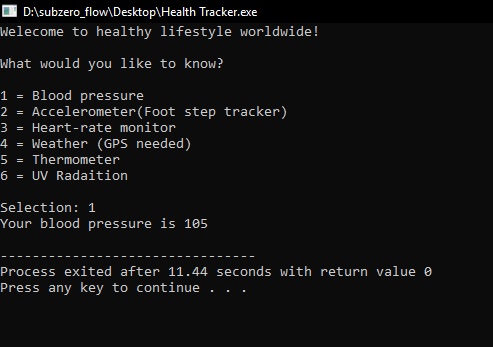 D:\subzero_flow\Desktop\Health Tracker.exe
Welecome to healthy lifestyle worldwide!
What would you like to know?
1 = Blood pressure
2 = Accelerometer(Foot step tracker)
3 = Heart-rate monitor
4 = Weather (GPS needed)
5 = Thermometer
6 = UV Radaition
Selection: 1
Your blood pressure is 105
--------------------------------
Process exited after 11.44 seconds with return value 0
Press any key to continue . . .